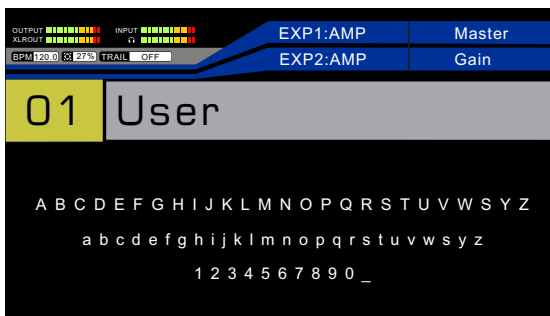 OUTPUT INPUT EXP1:AMP Master
XLROUT
BPM 120.0 27% TRAIL OFF EXP2:AMP Gain
01 User
A B C D E F G H I J K L M N O P Q R S T U V W S Y Z
a b c d e f g h i j k l m n o p q r s t u v w s y z
1 2 3 4 5 6 7 8 9 0 _